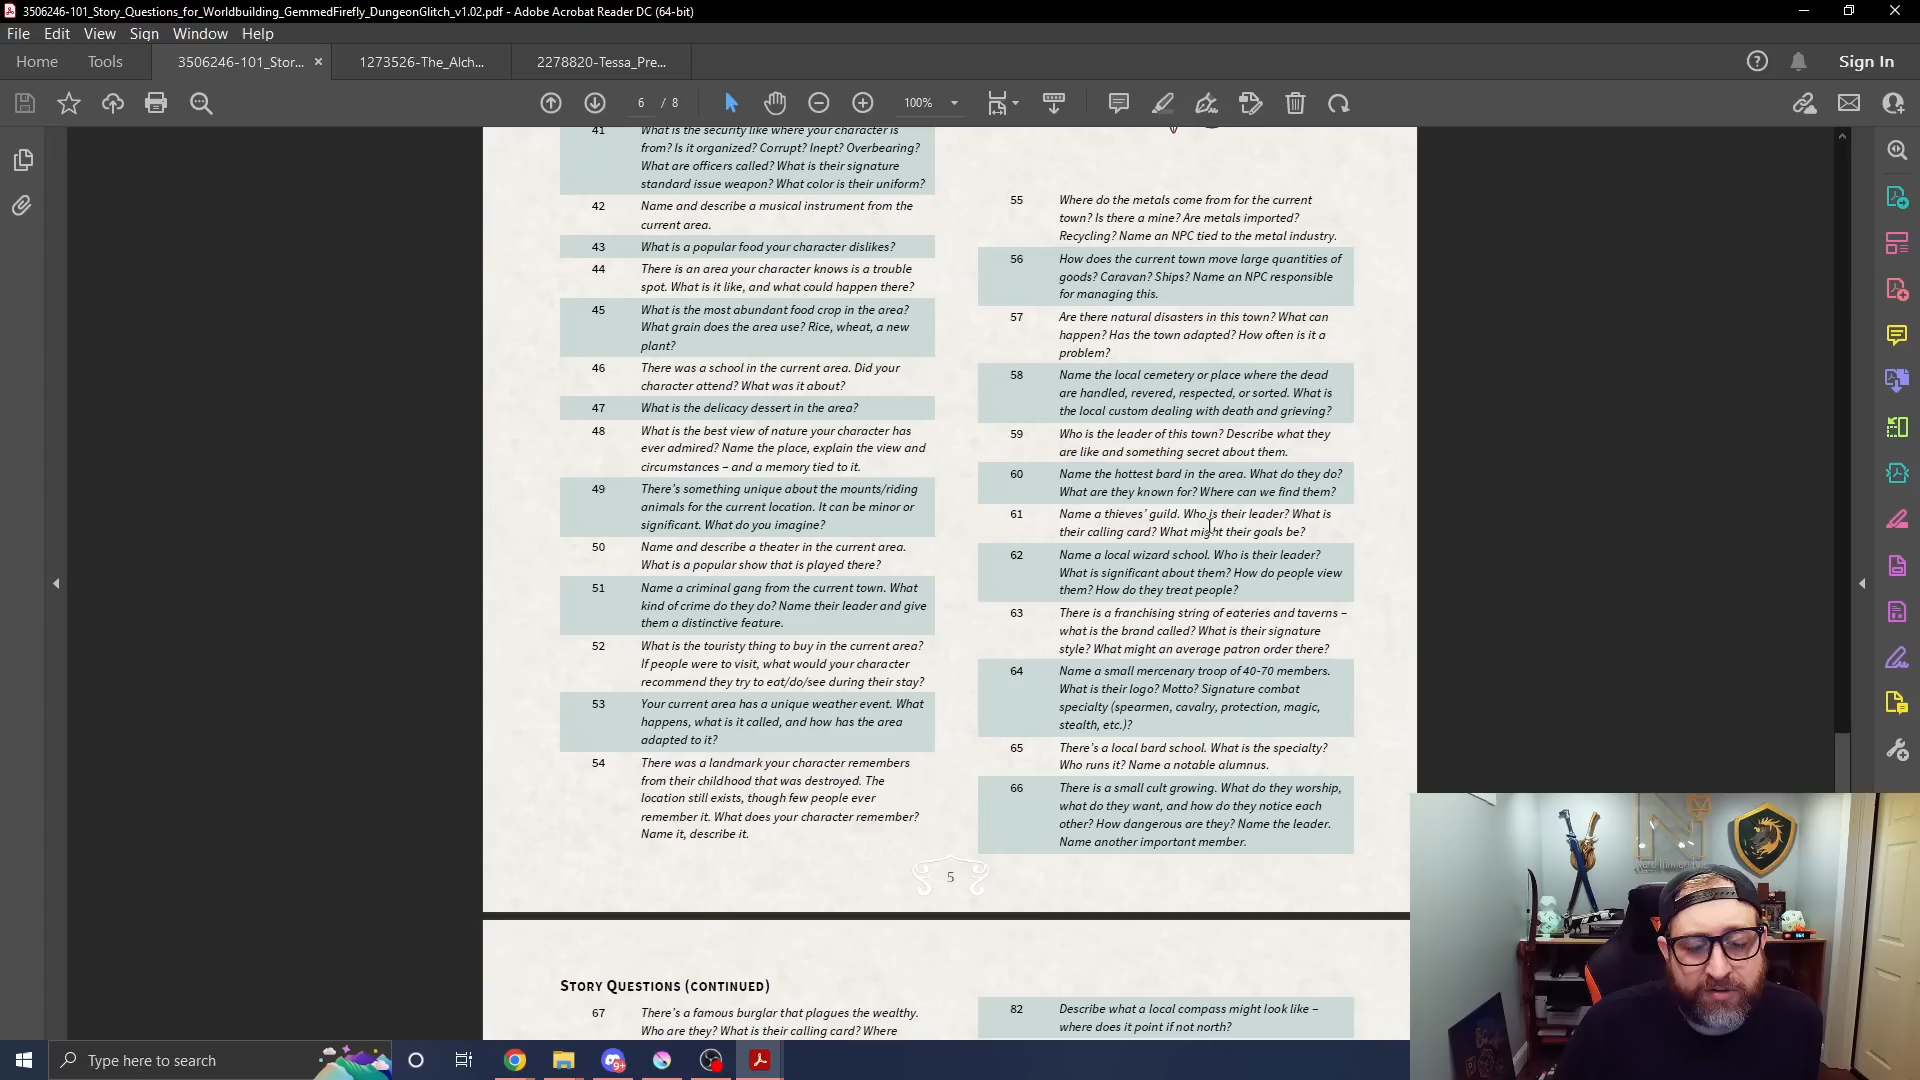 3506246-101_Story_Questions_for_Worldbuilding_GemmedFirefly_DungeonGlitch_v1.02.pdf - Adobe Acrobat Reader DC (64-bit)
File Edit View Sign Window Help
Home Tools 3506246-101_Stor... × 1273526-The_Alch... 2278820-Tessa_Pre... Sign In
6 / 8 100%
41 What is the security like where your character is
from? Is it organized? Corrupt? Inept? Overbearing?
What are officers called? What is their signature
standard issue weapon? What color is their uniform?
42 Name and describe a musical instrument from the
current area.
43 What is a popular food your character dislikes?
44 There is an area your character knows is a trouble
spot. What is it like, and what could happen there?
45 What is the most abundant food crop in the area?
What grain does the area use? Rice, wheat, a new
plant?
46 There was a school in the current area. Did your
character attend? What was it about?
47 What is the delicacy dessert in the area?
48 What is the best view of nature your character has
ever admired? Name the place, explain the view and
circumstances – and a memory tied to it.
49 There's something unique about the mounts/riding
animals for the current location. It can be minor or
significant. What do you imagine?
50 Name and describe a theater in the current area.
What is a popular show that is played there?
51 Name a criminal gang from the current town. What
kind of crime do they do? Name their leader and give
them a distinctive feature.
52 What is the touristy thing to buy in the current area?
If people were to visit, what would your character
recommend they try to eat/do/see during their stay?
53 Your current area has a unique weather event. What
happens, what is it called, and how has the area
adapted to it?
54 There was a landmark your character remembers
from their childhood that was destroyed. The
location still exists, though few people ever
remember it. What does your character remember?
Name it, describe it.
55 Where do the metals come from for the current
town? Is there a mine? Are metals imported?
Recycling? Name an NPC tied to the metal industry.
56 How does the current town move large quantities of
goods? Caravan? Ships? Name an NPC responsible
for managing this.
57 Are there natural disasters in this town? What can
happen? Has the town adapted? How often is it a
problem?
58 Name the local cemetery or place where the dead
are handled, revered, respected, or sorted. What is
the local custom dealing with death and grieving?
59 Who is the leader of this town? Describe what they
are like and something secret about them.
60 Name the hottest bard in the area. What do they do?
What are they known for? Where can we find them?
61 Name a thieves' guild. Who is their leader? What is
their calling card? What might their goals be?
62 Name a local wizard school. Who is their leader?
What is significant about them? How do people view
them? How do they treat people?
63 There is a franchising string of eateries and taverns –
what is the brand called? What is their signature
style? What might an average patron order there?
64 Name a small mercenary troop of 40-70 members.
What is their logo? Motto? Signature combat
specialty (spearmen, cavalry, protection, magic,
stealth, etc.)?
65 There's a local bard school. What is the specialty?
Who runs it? Name a notable alumnus.
66 There is a small cult growing. What do they worship,
what do they want, and how do they notice each
other? How dangerous are they? Name the leader.
Name another important member.
5
STORY QUESTIONS (CONTINUED)
67 There's a famous burglar that plagues the wealthy.
Who are they? What is their calling card? Where
82 Describe what a local compass might look like –
where does it point if not north?
Type here to search
9+